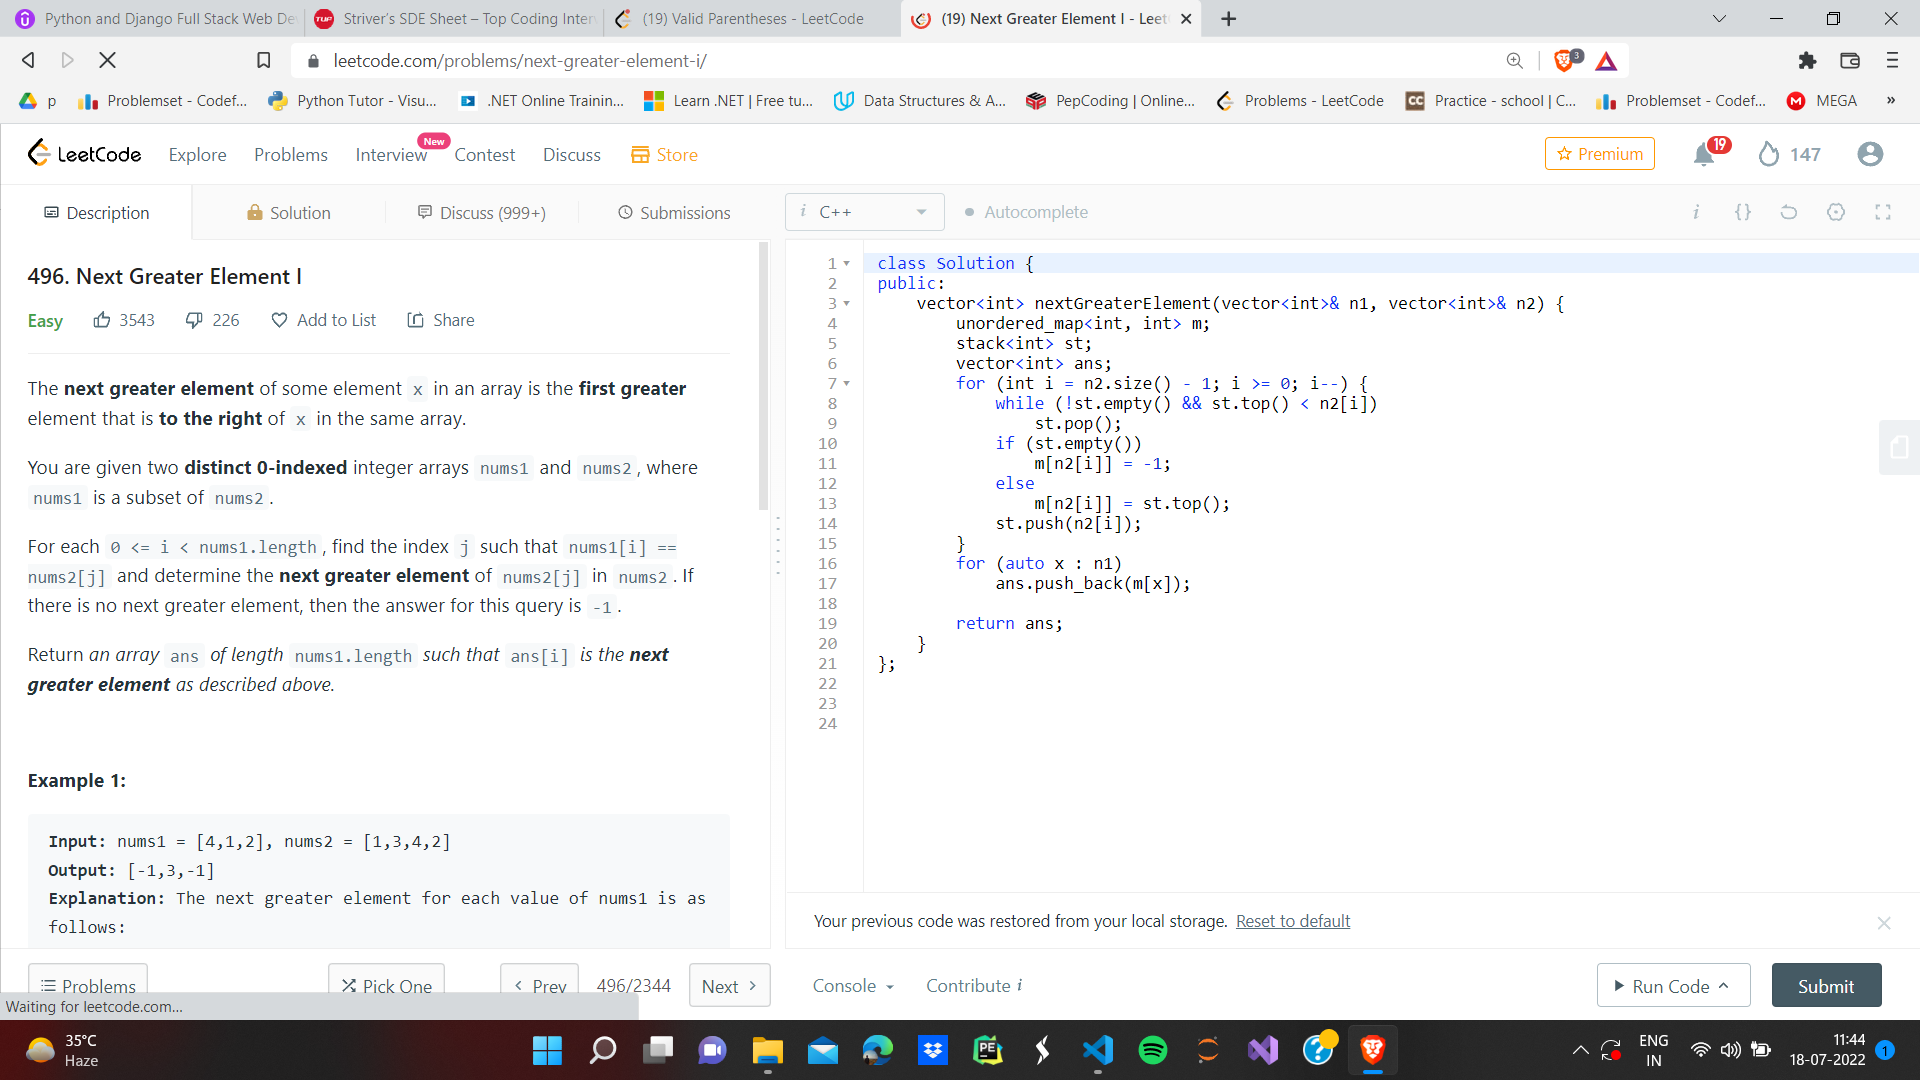 Python and Django Full Stack Web De
Striver's SDE Sheet – Top Coding Inter
(19) Valid Parentheses - LeetCode
(19) Next Greater Element I - Leet
leetcode.com/problems/next-greater-element-i/
3
p
Problemset - Codef...
Python Tutor - Visu...
.NET Online Trainin...
Learn .NET | Free tu...
Data Structures & A...
PepCoding | Online...
Problems - LeetCode
Practice - school | C...
Problemset - Codef...
MEGA
»
LeetCode
Explore
Problems
Interview
New
Contest
Discuss
Store
Premium
19
147
Description
Solution
Discuss (999+)
Submissions
i C++
Autocomplete
496. Next Greater Element I
Easy
3543
226
Add to List
Share
The next greater element of some element x in an array is the first greater
element that is to the right of x in the same array.
You are given two distinct 0-indexed integer arrays nums1 and nums2, where
nums1 is a subset of nums2.
For each 0 <= i < nums1.length, find the index j such that nums1[i] ==
nums2[j] and determine the next greater element of nums2[j] in nums2. If
there is no next greater element, then the answer for this query is -1.
Return an array ans of length nums1.length such that ans[i] is the next
greater element as described above.
Example 1:
Input: nums1 = [4,1,2], nums2 = [1,3,4,2]
Output: [-1,3,-1]
Explanation: The next greater element for each value of nums1 is as
follows:
1 class Solution {
2 public:
3     vector<int> nextGreaterElement(vector<int>& n1, vector<int>& n2) {
4         unordered_map<int, int> m;
5         stack<int> st;
6         vector<int> ans;
7         for (int i = n2.size() - 1; i >= 0; i--) {
8             while (!st.empty() && st.top() < n2[i])
9                 st.pop();
10             if (st.empty())
11                 m[n2[i]] = -1;
12             else
13                 m[n2[i]] = st.top();
14             st.push(n2[i]);
15         }
16         for (auto x : n1)
17             ans.push_back(m[x]);
18
19         return ans;
20     }
21 };
22
23
24
Your previous code was restored from your local storage. Reset to default
Problems
Pick One
Prev
496/2344
Next
Console
Contribute i
Run Code
Submit
Waiting for leetcode.com...
35°C
Haze
ENG
IN
11:44
18-07-2022
1